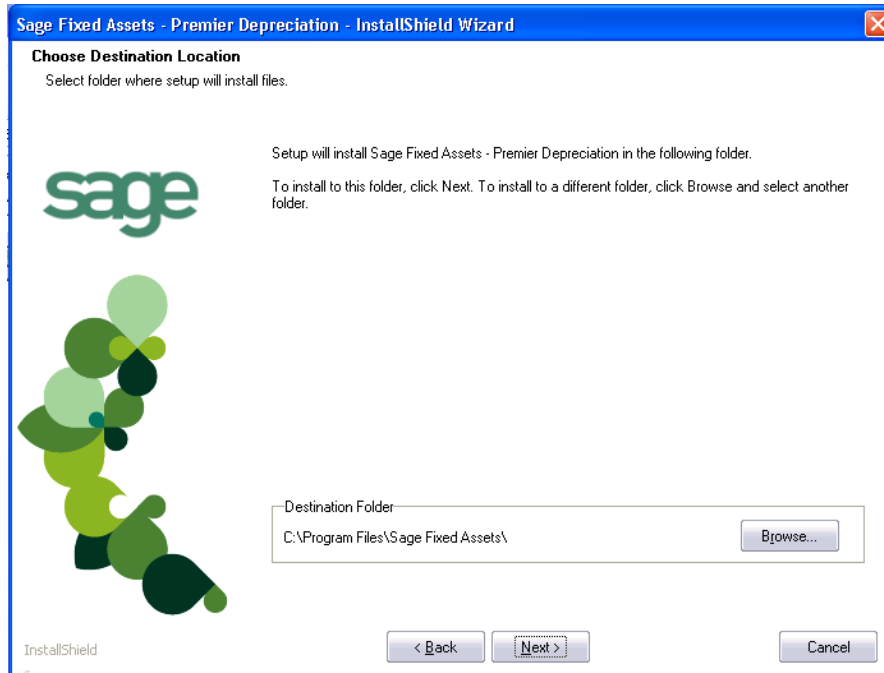 Sage Fixed Assets - Premier Depreciation - InstallShield Wizard
Choose Destination Location
Select folder where setup will install files.
sage
Setup will install Sage Fixed Assets - Premier Depreciation in the following folder.
To install to this folder, click Next. To install to a different folder, click Browse and select another
folder.
Destination Folder
C:\Program Files\Sage Fixed Assets\
Browse...
InstallShield
< Back
Next >
Cancel